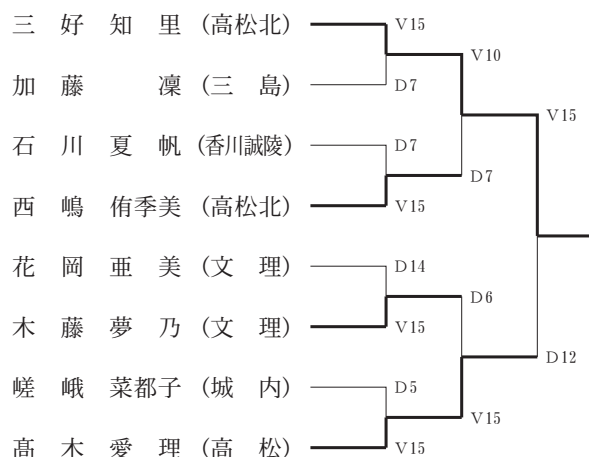 三好知里 (高松北) V15
V10
加藤凜 (三島) D7
V15
石川夏帆 (香川誠陵) D7
D7
西嶋侑季美 (高松北) V15
花岡亜美 (文理) D14
D6
木藤夢乃 (文理) V15
D12
嵯峨菜都子 (城内) D5
V15
髙木愛理 (高松) V15